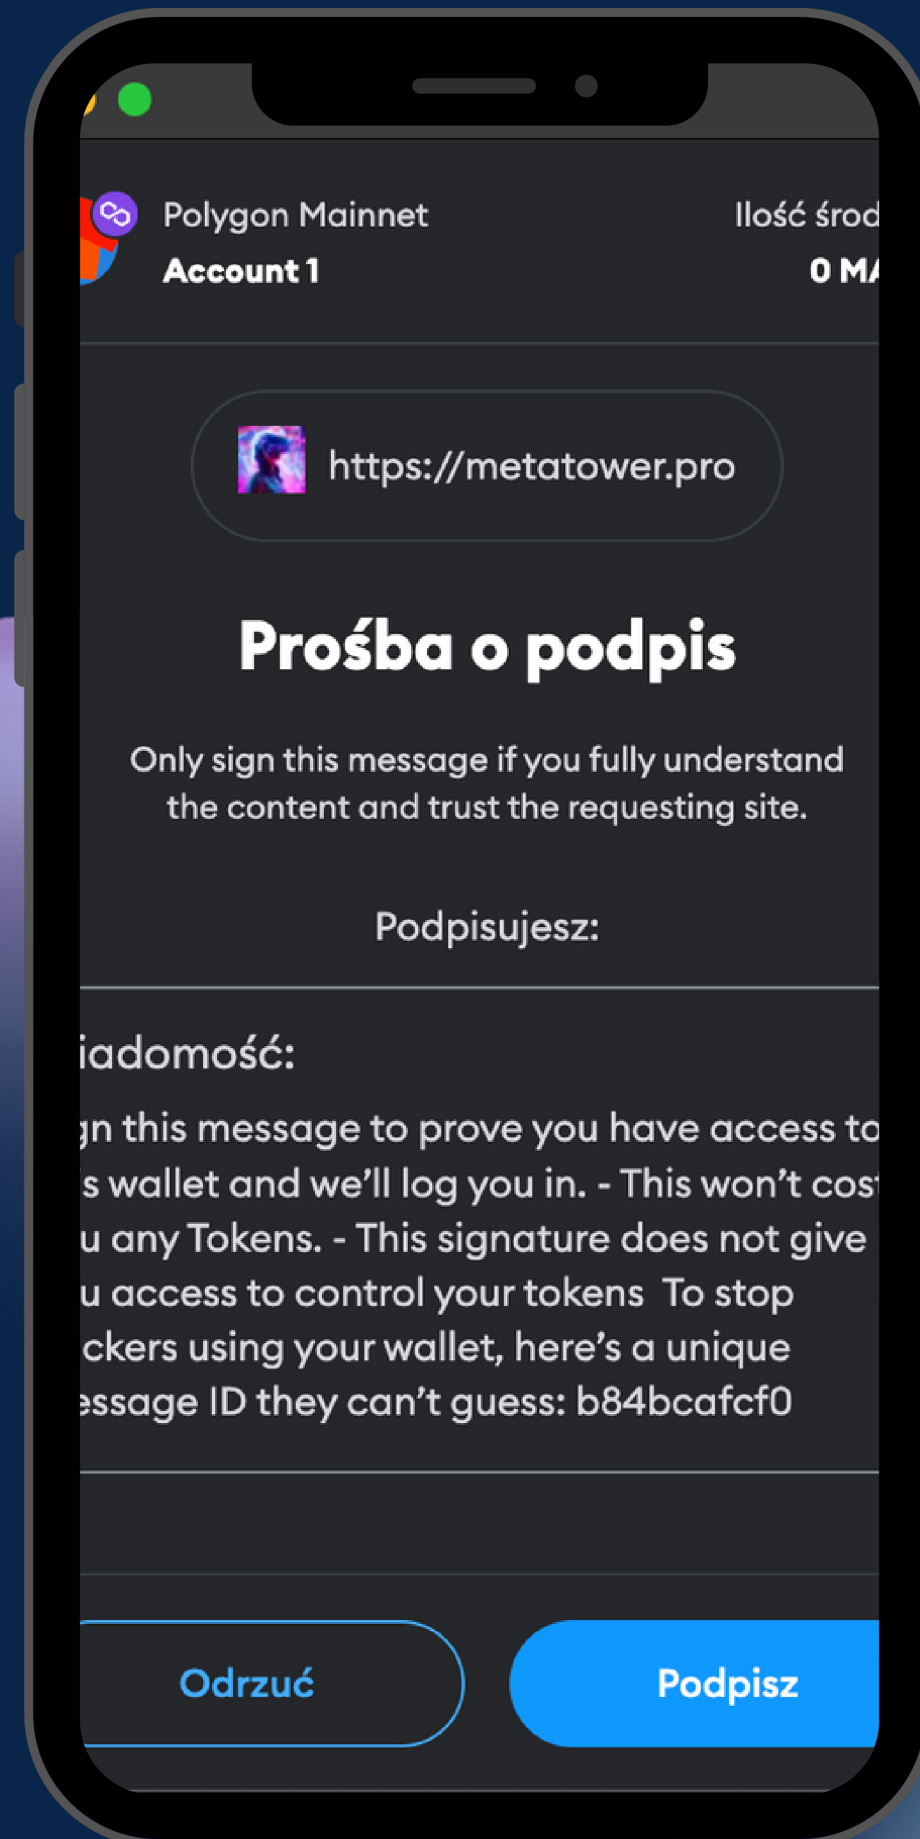 Polygon Mainnet
Ilość środ
Account 1
0 MA
https://metatower.pro
Prośba o podpis
Only sign this message if you fully understand
the content and trust the requesting site.
Podpisujesz:
iadomość:
gn this message to prove you have access to
s wallet and we'll log you in. - This won't cost
u any Tokens. - This signature does not give
u access to control your tokens  To stop
ckers using your wallet, here's a unique
essage ID they can't guess: b84bcafcf0
Odrzuć
Podpisz